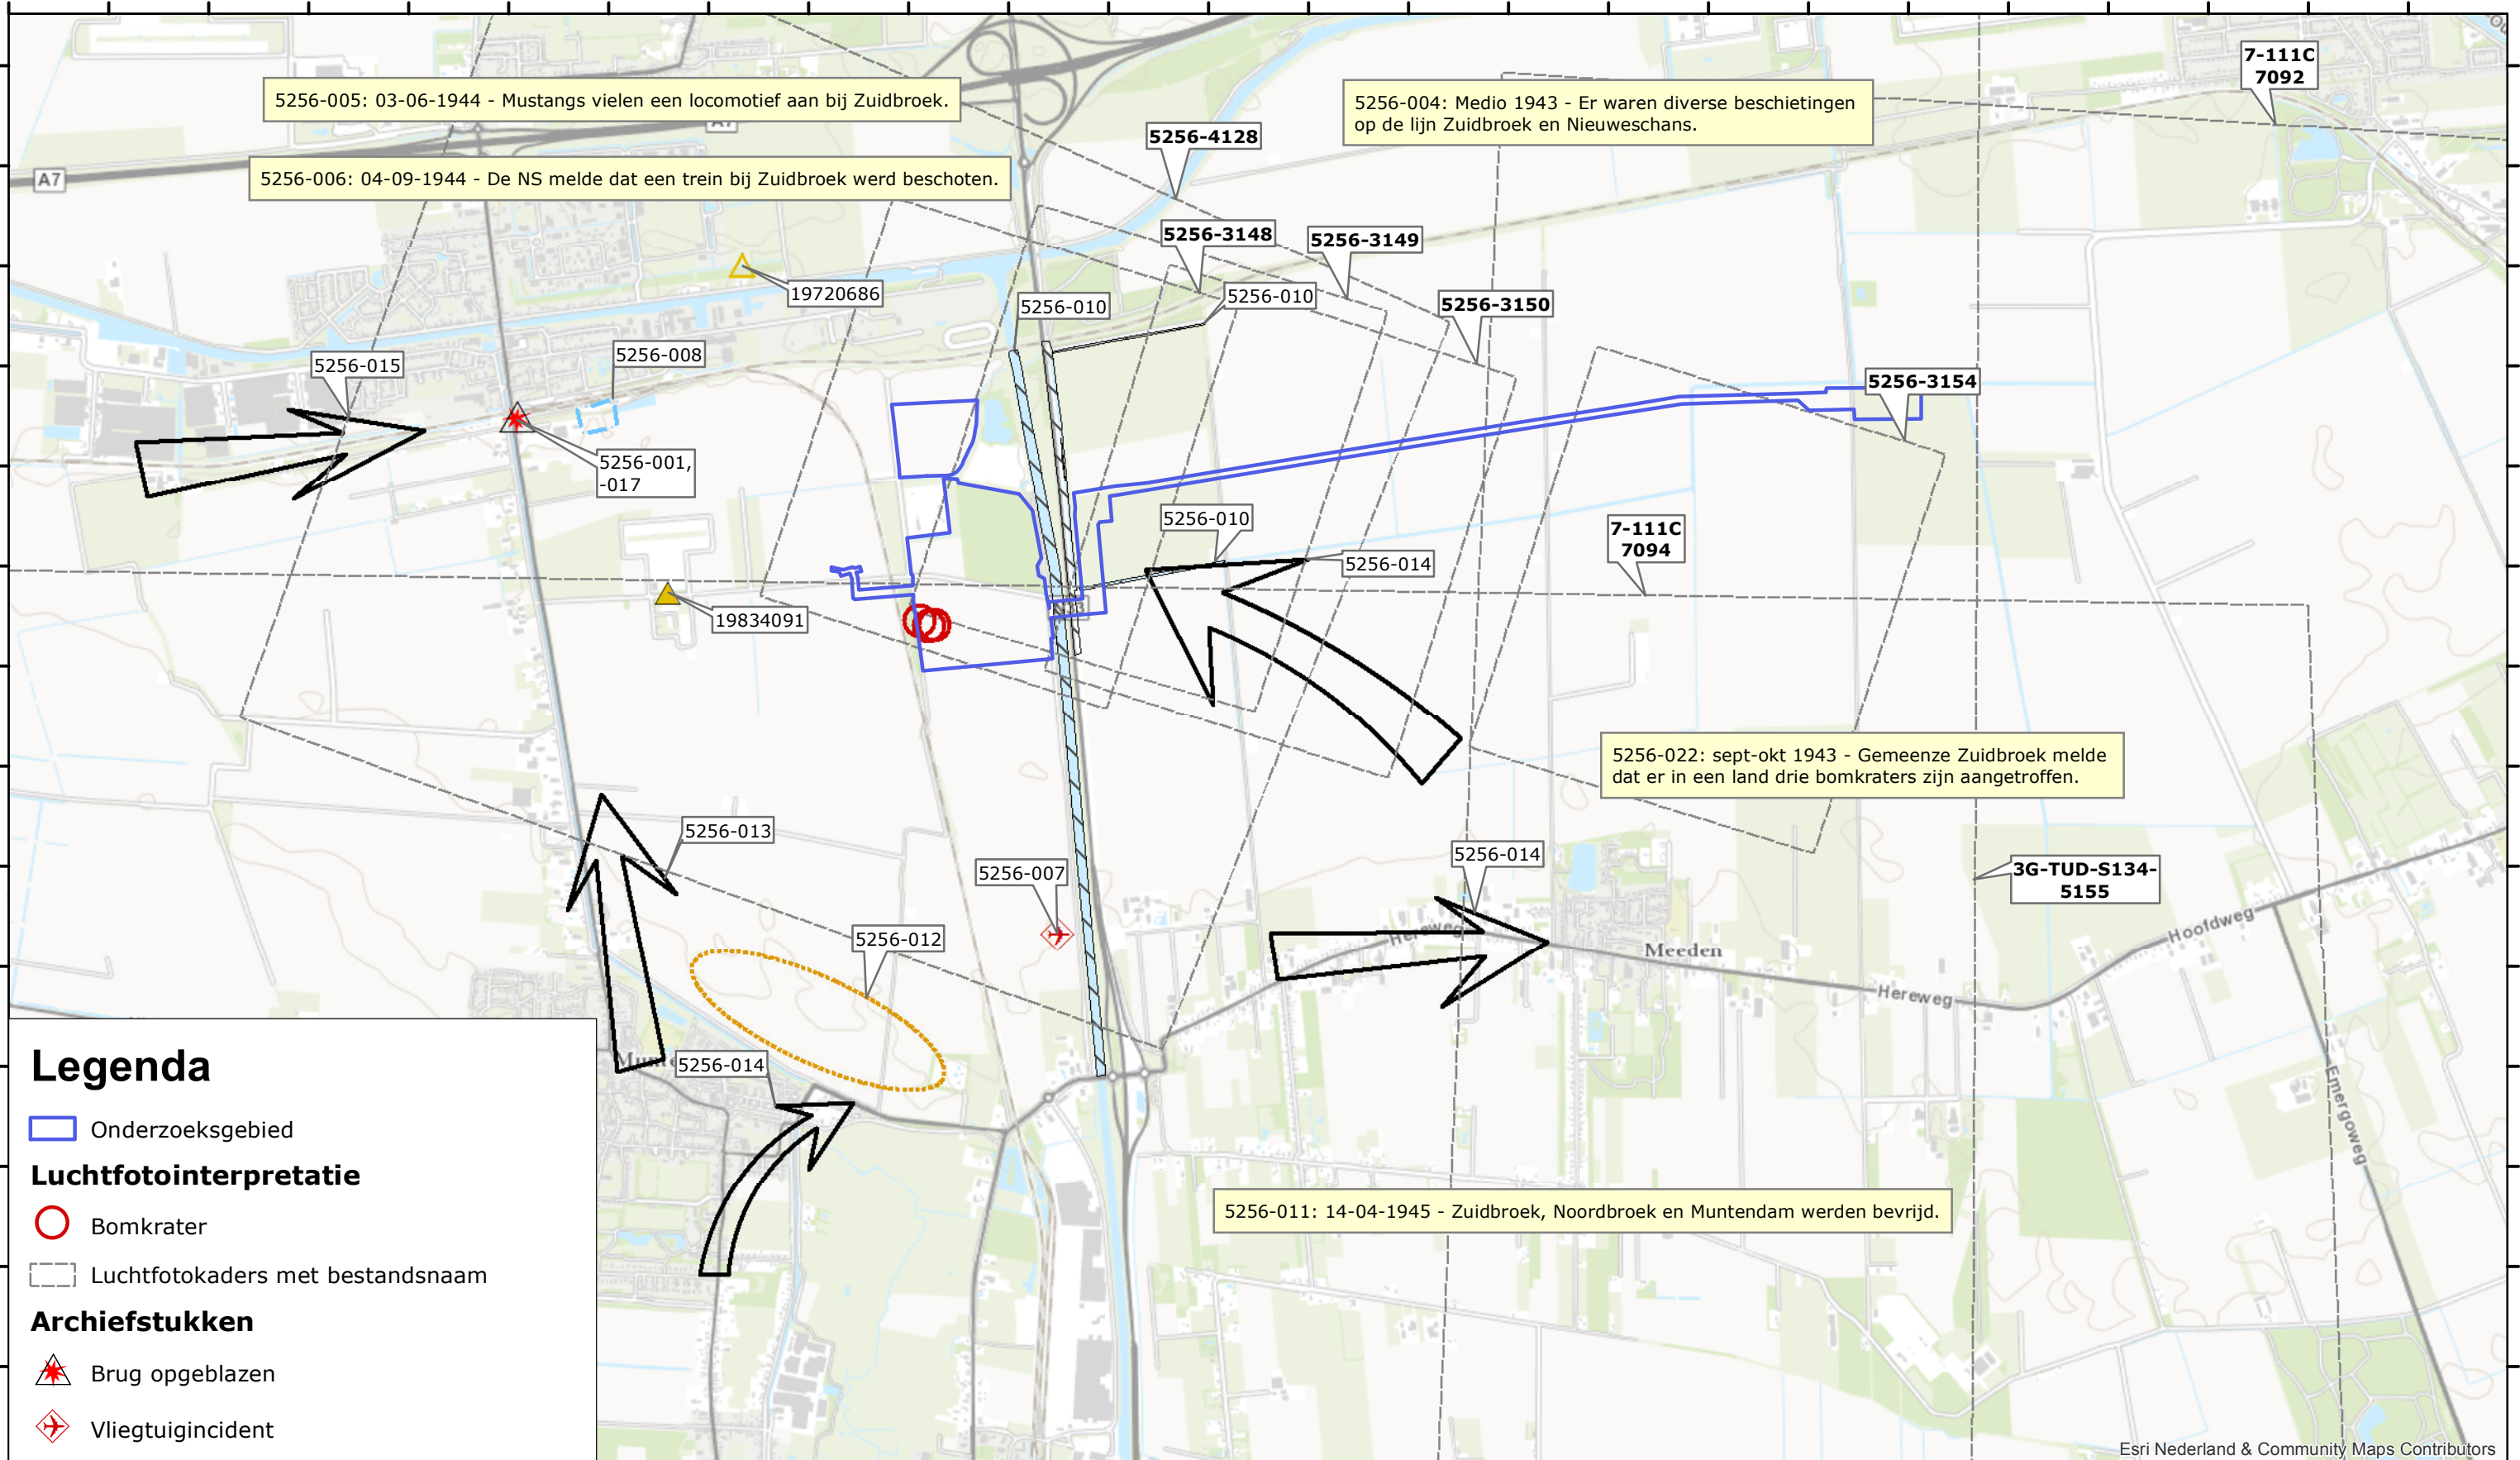 7-111C
7092
5256-005: 03-06-1944 - Mustangs vielen een locomotief aan bij Zuidbroek.
5256-004: Medio 1943 - Er waren diverse beschietingen
op de lijn Zuidbroek en Nieuweschans.
A7
5256-4128
A7
5256-006: 04-09-1944 - De NS melde dat een trein bij Zuidbroek werd beschoten.
5256-3148
5256-3149
19720686
5256-010
5256-010
5256-3150
5256-015
5256-008
5256-3154
5256-001,
-017
5256-010
7-111C
7094
5256-014
19834091
N33
5256-022: sept-okt 1943 - Gemeenze Zuidbroek melde
dat er in een land drie bomkraters zijn aangetroffen.
5256-013
5256-007
5256-014
3G-TUD-S134-
5155
5256-012
Hereweg
Meeden
Hoofdweg
Hereweg
5256-014
Emergoweg
5256-011: 14-04-1945 - Zuidbroek, Noordbroek en Muntendam werden bevrijd.
Legenda
Onderzoeksgebied
Luchtfotointerpretatie
Bomkrater
Luchtfotokaders met bestandsnaam
Archiefstukken
Brug opgeblazen
Vliegtuigincident
Esri Nederland & Community Maps Contributors